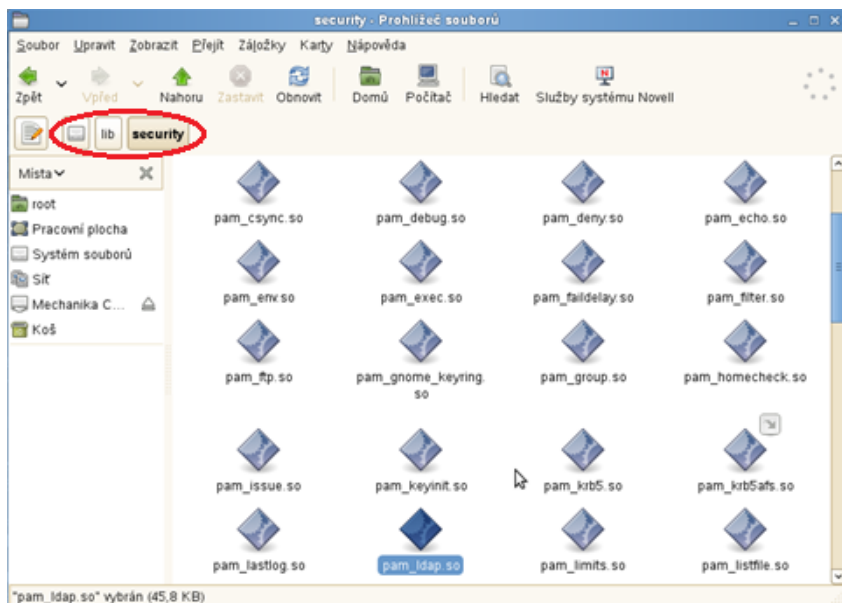 security - Prohlížeč souborů
Soubor Upravit Zobrazit Přejít Záložky Karty Nápověda
Zpět Vpřed Nahoru Zastavit Obnovit Domů Počítač Hledat Služby systému Novell
lib security
Místa
root
Pracovní plocha
Systém souborů
Síť
Mechanika C...
Koš
pam_csync.so pam_debug.so pam_deny.so pam_echo.so
pam_env.so pam_exec.so pam_faildelay.so pam_filter.so
pam_ftp.so pam_gnome_keyring. pam_group.so pam_homecheck.so
so
pam_issue.so pam_keyinit.so pam_krb5.so pam_krb5afs.so
pam_lastlog.so pam_ldap.so pam_limits.so pam_listfile.so
"pam_ldap.so" vybrán (45,8 KB)